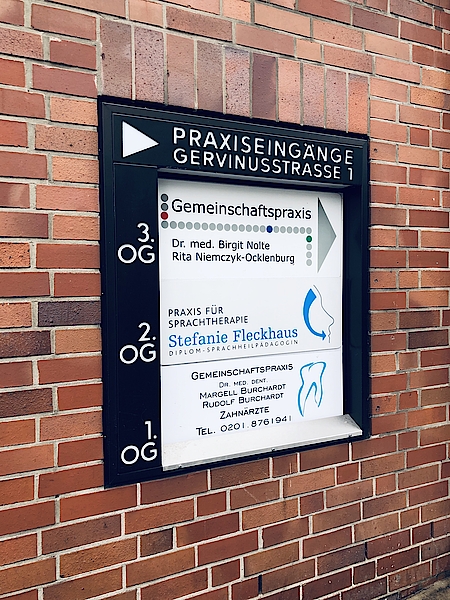 PRAXISEINGÄNGE
GERVINUSSTRASSE 1
3.
OG
Gemeinschaftspraxis
Dr. med. Birgit Nolte
Rita Niemczyk-Ocklenburg
2.
OG
PRAXIS FÜR
SPRACHTHERAPIE
Stefanie Fleckhaus
DIPLOM-SPRACHHEILPÄDAGOGIN
1.
OG
GEMEINSCHAFTSPRAXIS
DR. MED. DENT.
MARGELL BURCHARDT
RUDOLF BURCHARDT
ZAHNÄRZTE
TEL. 0201.8761941